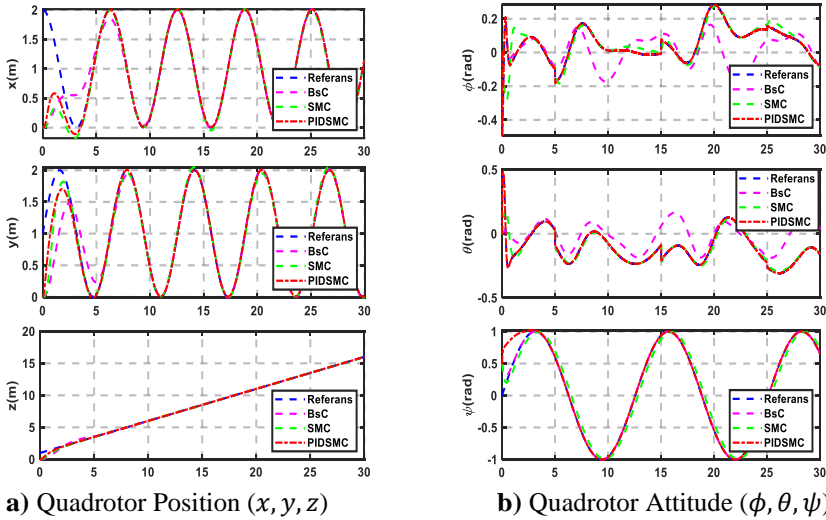 x(m)
2
1.5
1
0.5
0
0 5 10 15 20 25 30
Referans
BsC
SMC
PIDSMC
y(m)
2
1.5
1
0.5
0
0 5 10 15 20 25 30
Referans
BsC
SMC
PIDSMC
z(m)
20
15
10
5
0
0 5 10 15 20 25 30
Referans
BsC
SMC
PIDSMC
a) Quadrotor Position (x, y, z)
ϕ(rad)
0.2
0
-0.2
-0.4
0 5 10 15 20 25 30
Referans
BsC
SMC
PIDSMC
θ(rad)
0.5
0
-0.5
0 5 10 15 20 25 30
Referans
BsC
SMC
PIDSMC
ψ(rad)
1
0.5
0
-0.5
-1
0 5 10 15 20 25 30
Referans
BsC
SMC
PIDSMC
b) Quadrotor Attitude (ϕ, θ, ψ)